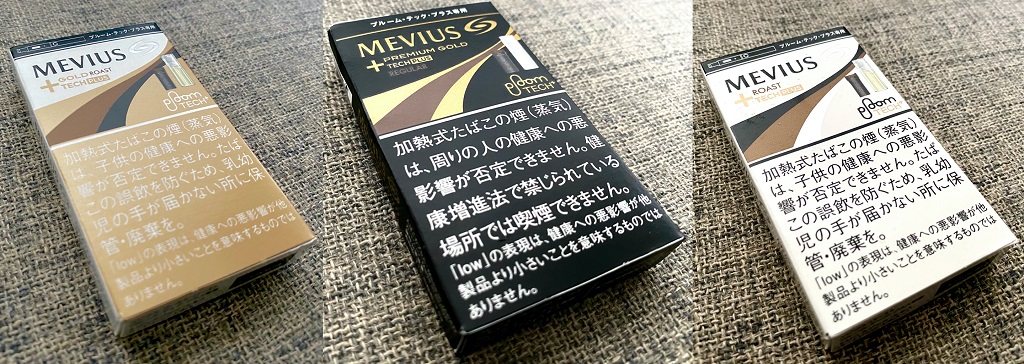 MEVIUS
+GOLD ROAST
TECH PLUS
Ploom
TECH+
加熱式たばこの煙(蒸気)
は、子供の健康への悪影
響が否定できません。たば
この誤飲を防ぐため、乳幼
児の手が届かない所に保
管・廃棄を。
「low」の表現は、健康への悪影響が他
製品より小さいことを意味するものでは
ありません。
プルーム・テック・プラス専用
MEVIUS
+PREMIUM GOLD
TECH PLUS
REGULAR
Ploom
TECH+
加熱式たばこの煙(蒸気)
は、周りの人の健康への悪
影響が否定できません。健
康増進法で禁じられている
場所では喫煙できません。
「low」の表現は、健康への悪影響が他
製品より小さいことを意味するものでは
ありません。
プルーム・テック・プラス専用
MEVIUS
+ROAST
TECH PLUS
Ploom
TECH+
加熱式たばこの煙(蒸気)
は、子供の健康への悪影
響が否定できません。たば
この誤飲を防ぐため、乳幼
児の手が届かない所に保
管・廃棄を。
「low」の表現は、健康への悪影響が他
製品より小さいことを意味するものでは
ありません。